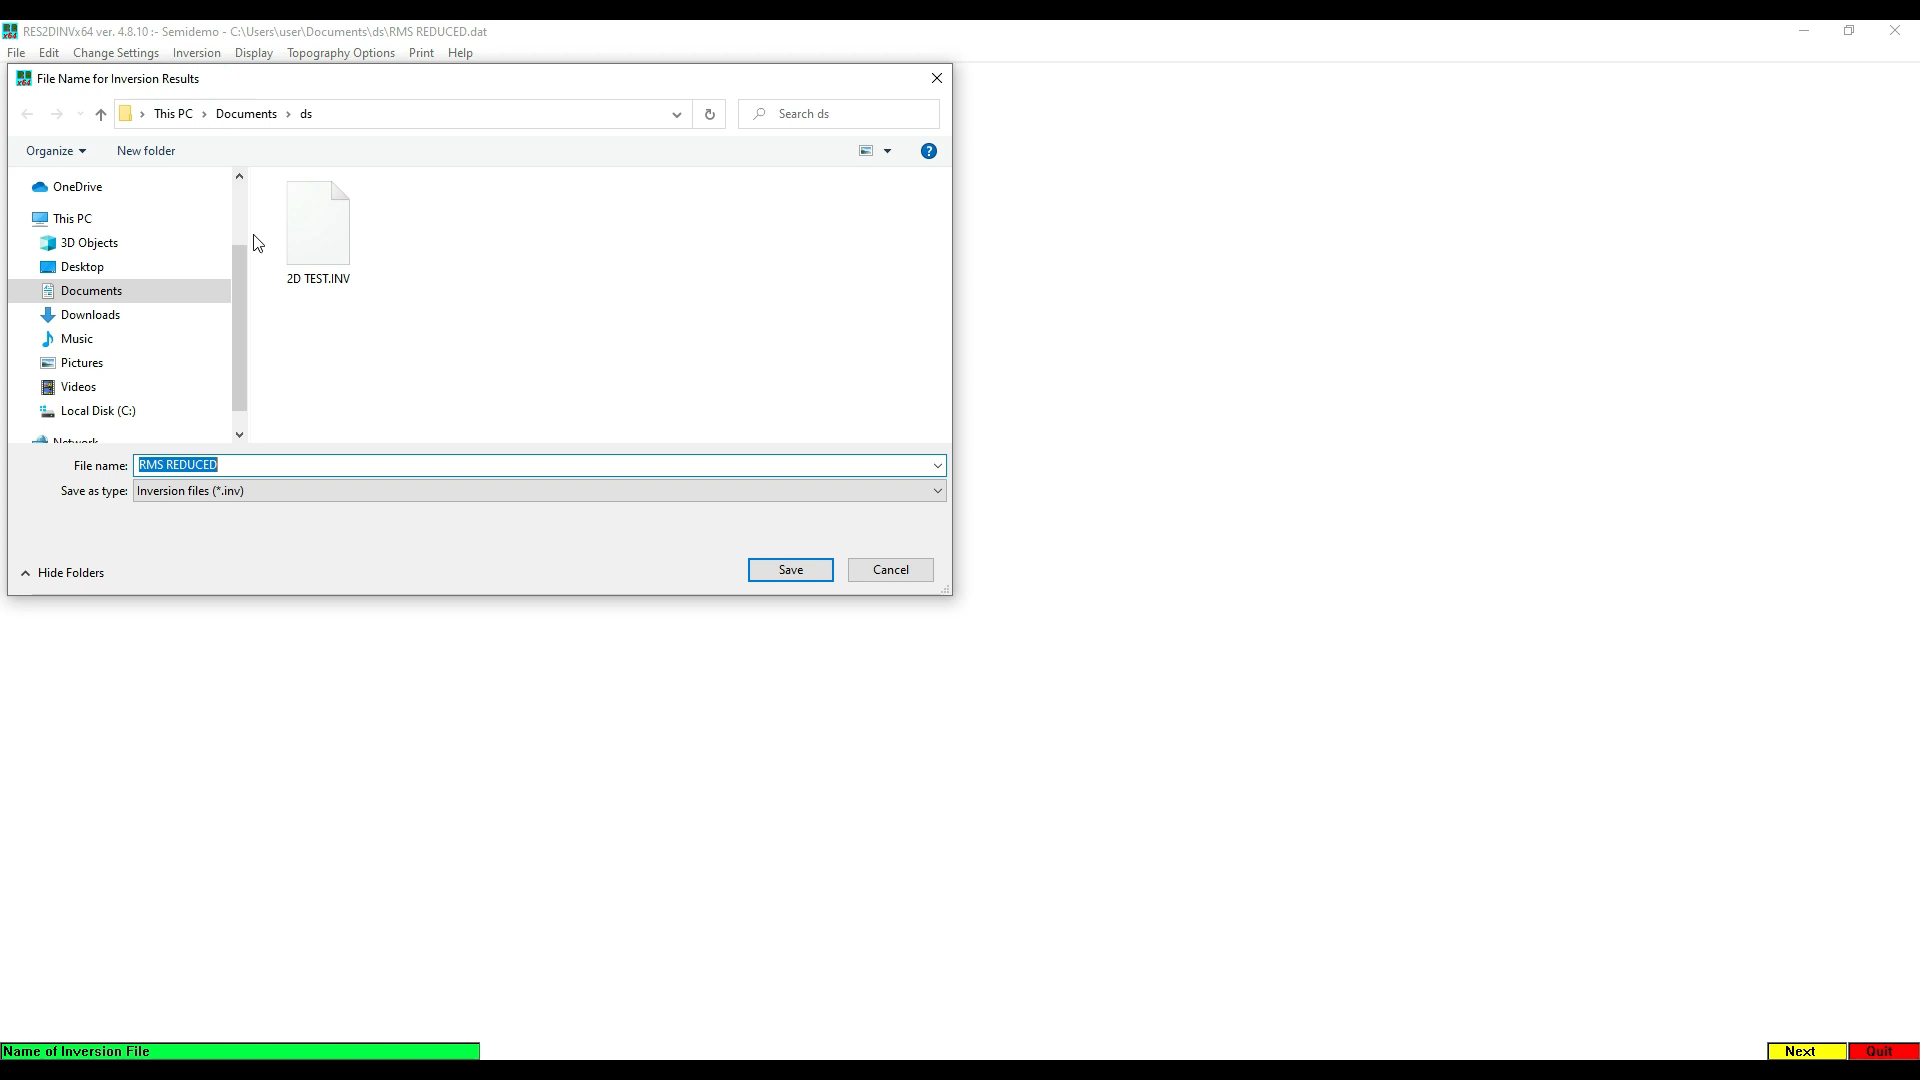 RES2DINVx64 ver. 4.8.10 :- Semidemo - C:\Users\user\Documents\ds\RMS REDUCED.dat
File Edit Change Settings Inversion Display Topography Options Print Help
File Name for Inversion Results
This PC › Documents › ds
Search ds
Organize
New folder
OneDrive
This PC
3D Objects
Desktop
Documents
Downloads
Music
Pictures
Videos
Local Disk (C:)
Network
2D TEST.INV
File name: RMS REDUCED
Save as type: Inversion files (*.inv)
Hide Folders
Save
Cancel
Name of Inversion File
Next
Quit